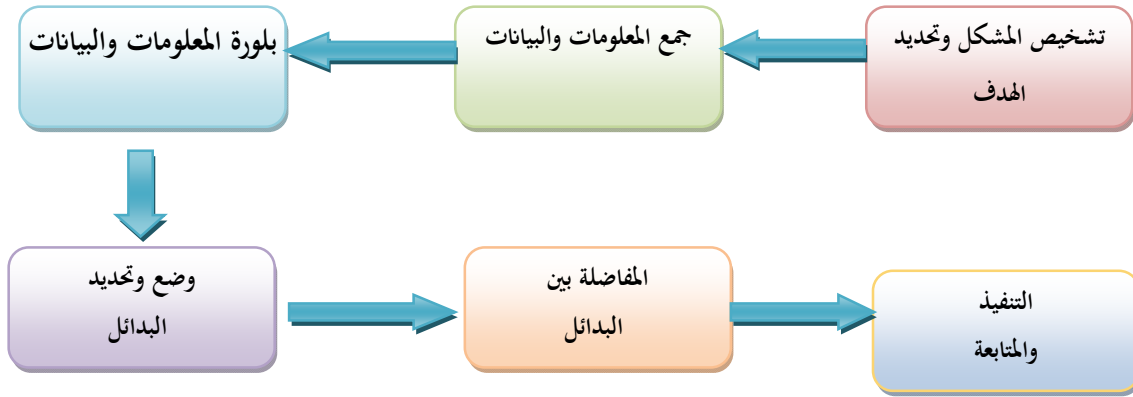 تشخيص المشكل وتحديد
الهدف
جمع المعلومات والبيانات
بلورة المعلومات والبيانات
وضع وتحديد
البدائل
المفاضلة بين
البدائل
التنفيذ
والمتابعة